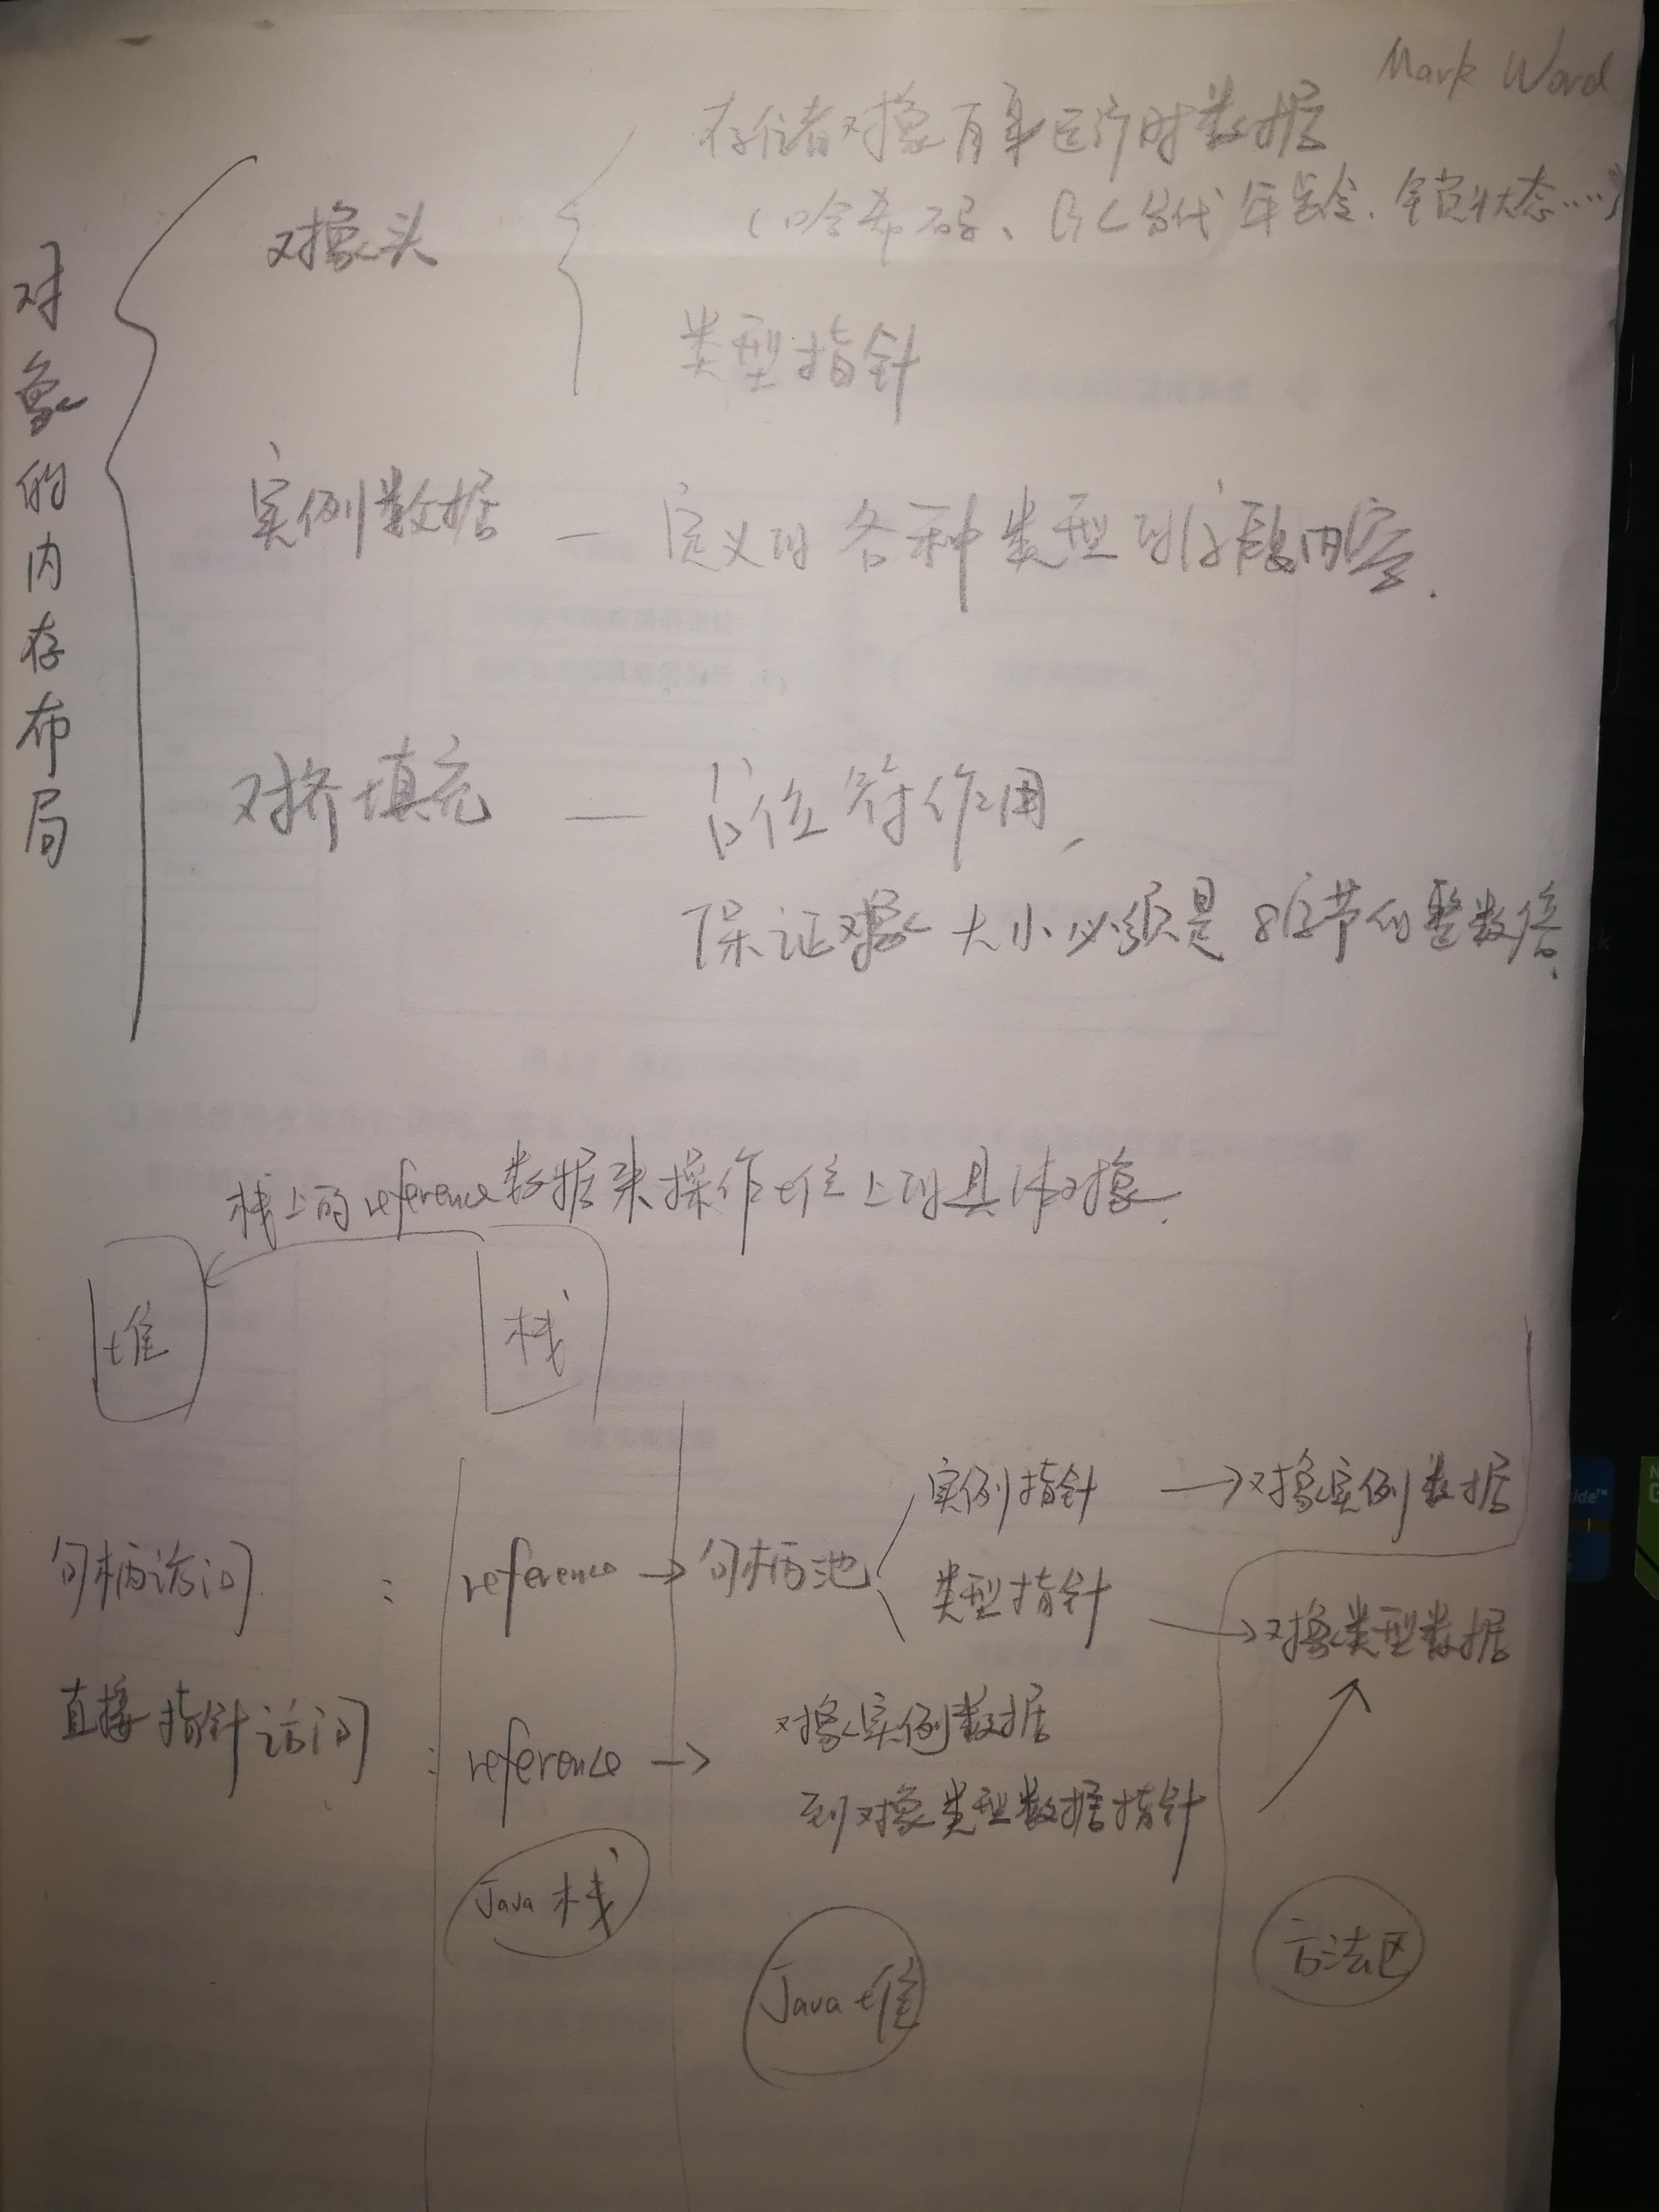 Mark Word
存储着对象自身运行时数据
(哈希码、GC分代年龄、锁状态……)
对象头
类型指针
对象的内存布局
实例数据 — 定义的各种类型的字段内容.
对齐填充 — 占位符作用,
保证对象大小必须是8字节的整数倍.
栈上的reference数据来操作堆上的具体对象.
堆 栈
实例指针 → 对象实例数据
句柄访问 : reference → 句柄池
类型指针 → 对象类型数据
直接指针访问 : reference → 对象实例数据
到对象类型数据指针
Java 栈
Java 堆
方法区